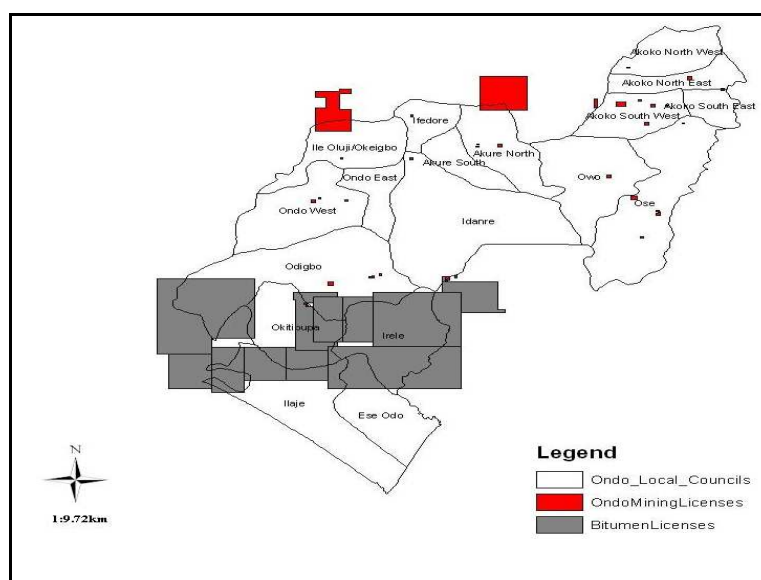 Akoko North West
Akoko North East
Akoko South East
Akoko South West
Ifedore
Ile Oluji/Okeigbo
Akure North
Akure South
Ondo East
Owo
Ondo West
Ose
Idanre
Odigbo
Okitipupa
Irele
Ilaje
Ese Odo
N
1:9.72km
Legend
Ondo_Local_Councils
OndoMiningLicenses
BitumenLicenses